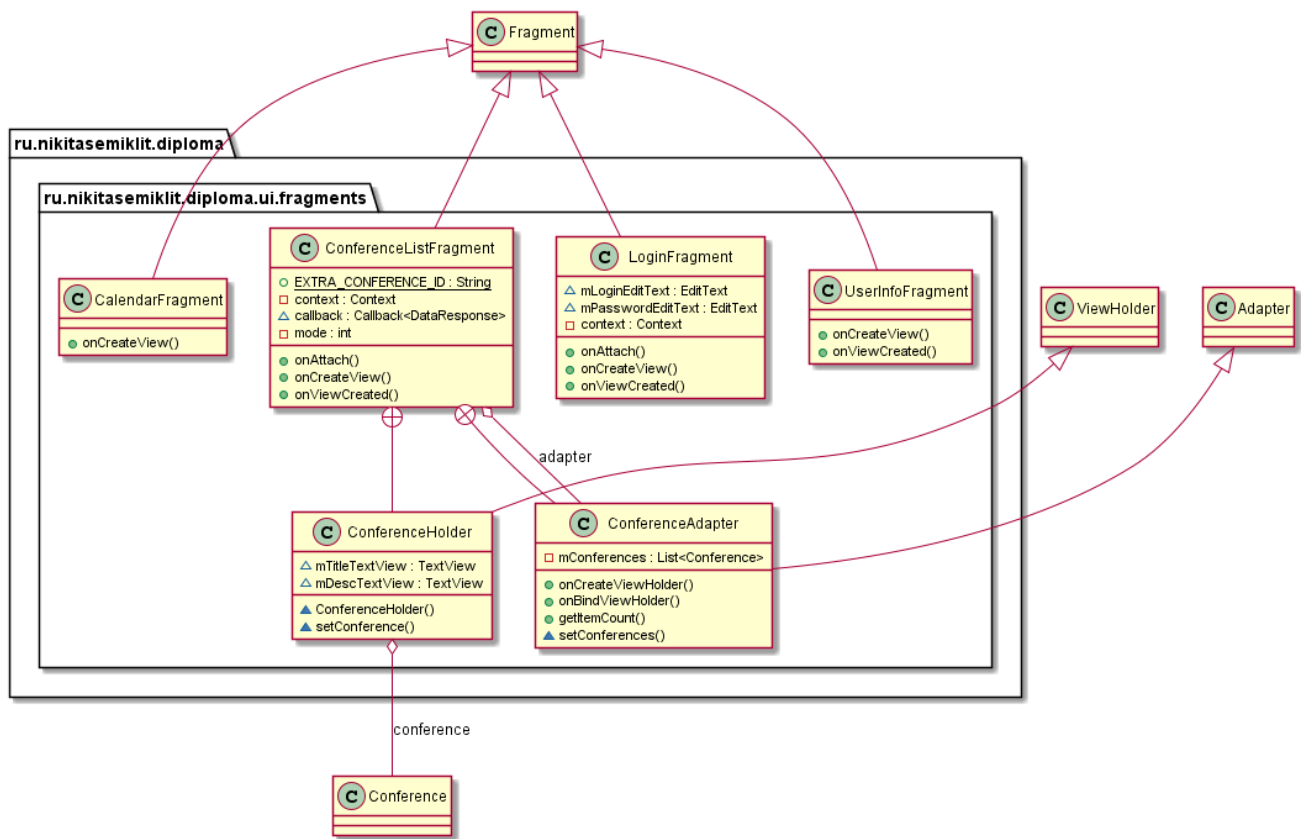 C Fragment
ru.nikitasemiklit.diploma
ru.nikitasemiklit.diploma.ui.fragments
C ConferenceListFragment
EXTRA_CONFERENCE_ID : String
context : Context
callback : Callback<DataResponse>
mode : int
onAttach()
onCreateView()
onViewCreated()
C LoginFragment
mLoginEditText : EditText
mPasswordEditText : EditText
context : Context
onAttach()
onCreateView()
onViewCreated()
C CalendarFragment
onCreateView()
C UserInfoFragment
onCreateView()
onViewCreated()
C ViewHolder
C Adapter
adapter
C ConferenceHolder
mTitleTextView : TextView
mDescTextView : TextView
ConferenceHolder()
setConference()
C ConferenceAdapter
mConferences : List<Conference>
onCreateViewHolder()
onBindViewHolder()
getItemCount()
setConferences()
conference
C Conference